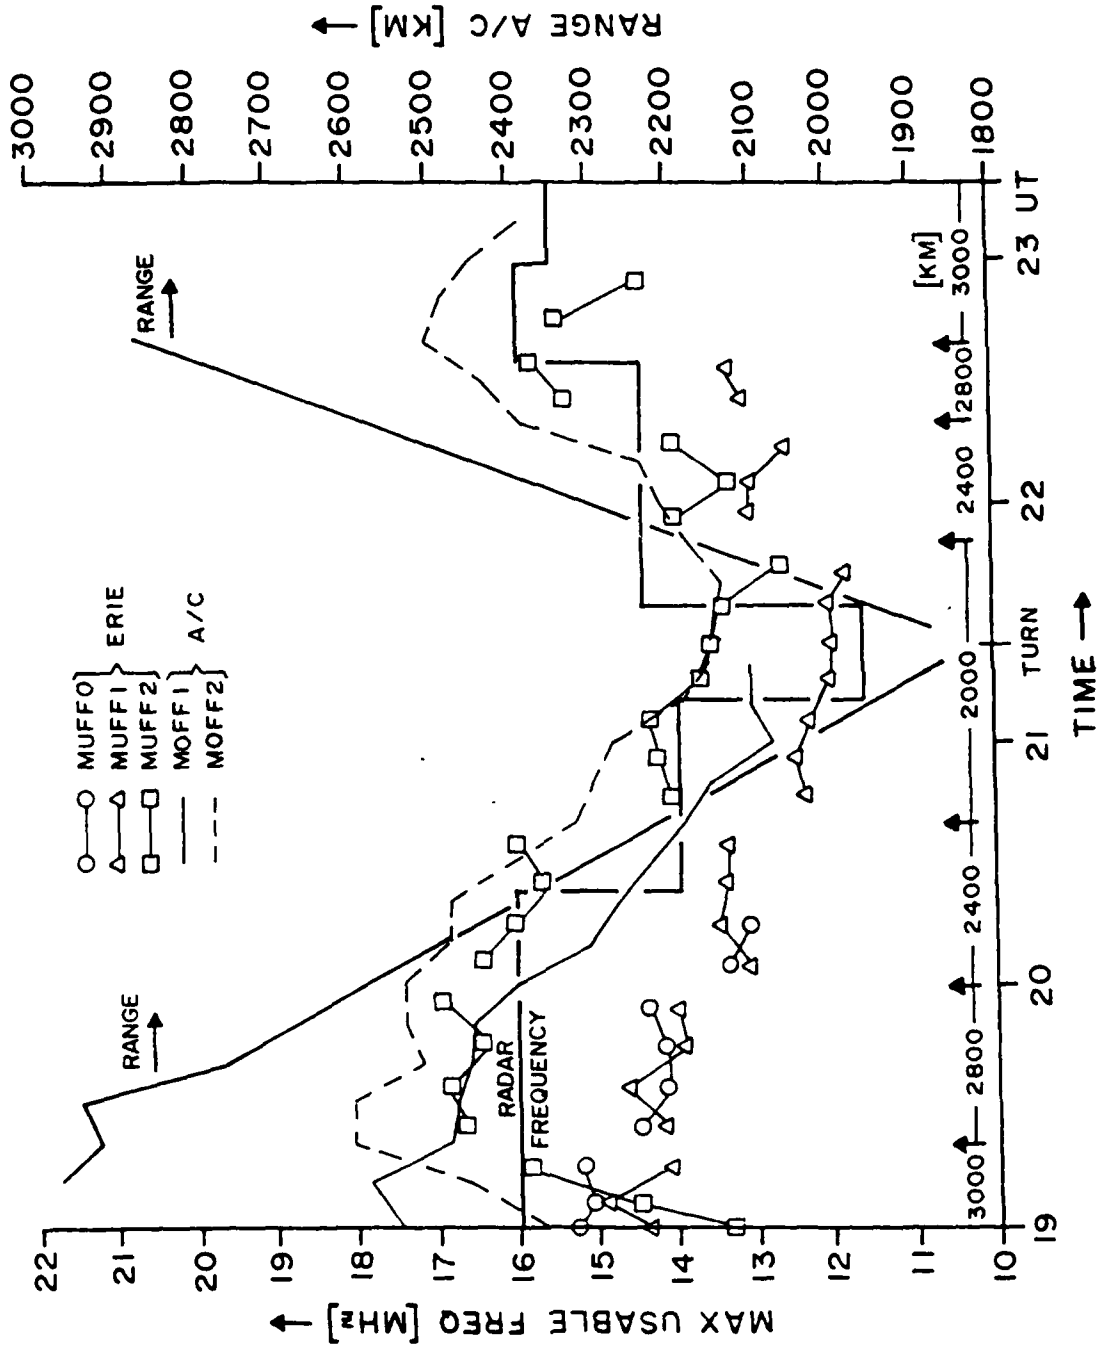 MAX USABLE FREQ [MHz]
22
21
20
19
18
17
16
15
14
13
12
11
10
RANGE
RANGE
MUFF0
MUFF1
MUFF2
ERIE
MOFF1
MOFF2
A/C
RADAR
FREQUENCY
3000
2800
2400
2000
2400
2800
3000
[KM]
19
20
21
TURN
22
23 UT
TIME
RANGE A/C [KM]
3000
2900
2800
2700
2600
2500
2400
2300
2200
2100
2000
1900
1800